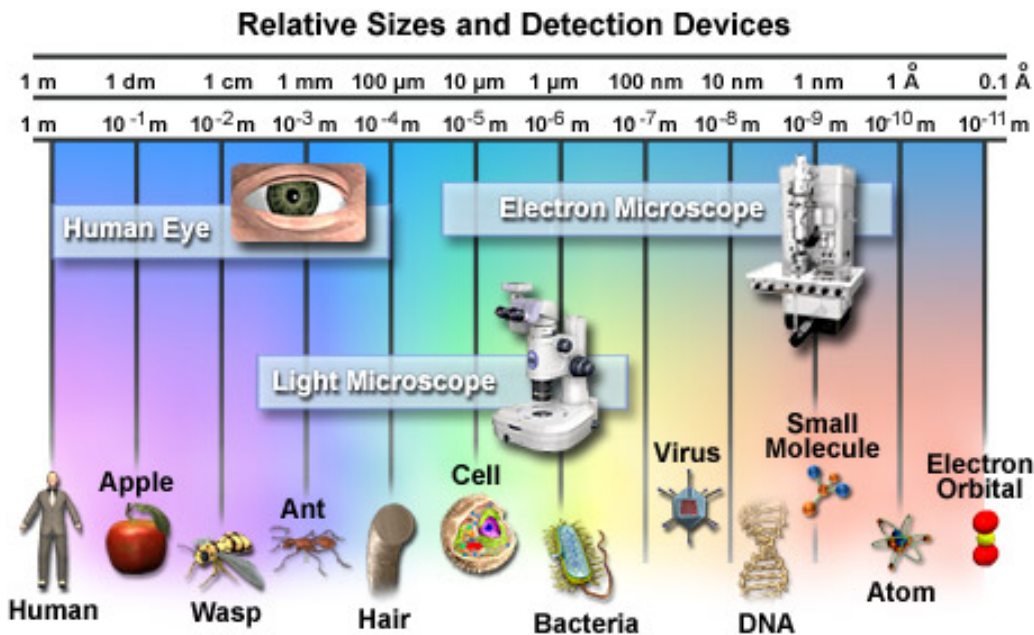 Relative Sizes and Detection Devices
1 m 1 dm 1 cm 1 mm 100 µm 10 µm 1 µm 100 nm 10 nm 1 nm 1 Å 0.1 Å
1 m 10⁻¹ m 10⁻² m 10⁻³ m 10⁻⁴ m 10⁻⁵ m 10⁻⁶ m 10⁻⁷ m 10⁻⁸ m 10⁻⁹ m 10⁻¹⁰ m 10⁻¹¹ m
Human Eye
Electron Microscope
Light Microscope
Human
Apple
Wasp
Ant
Hair
Cell
Bacteria
Virus
DNA
Small
Molecule
Atom
Electron
Orbital